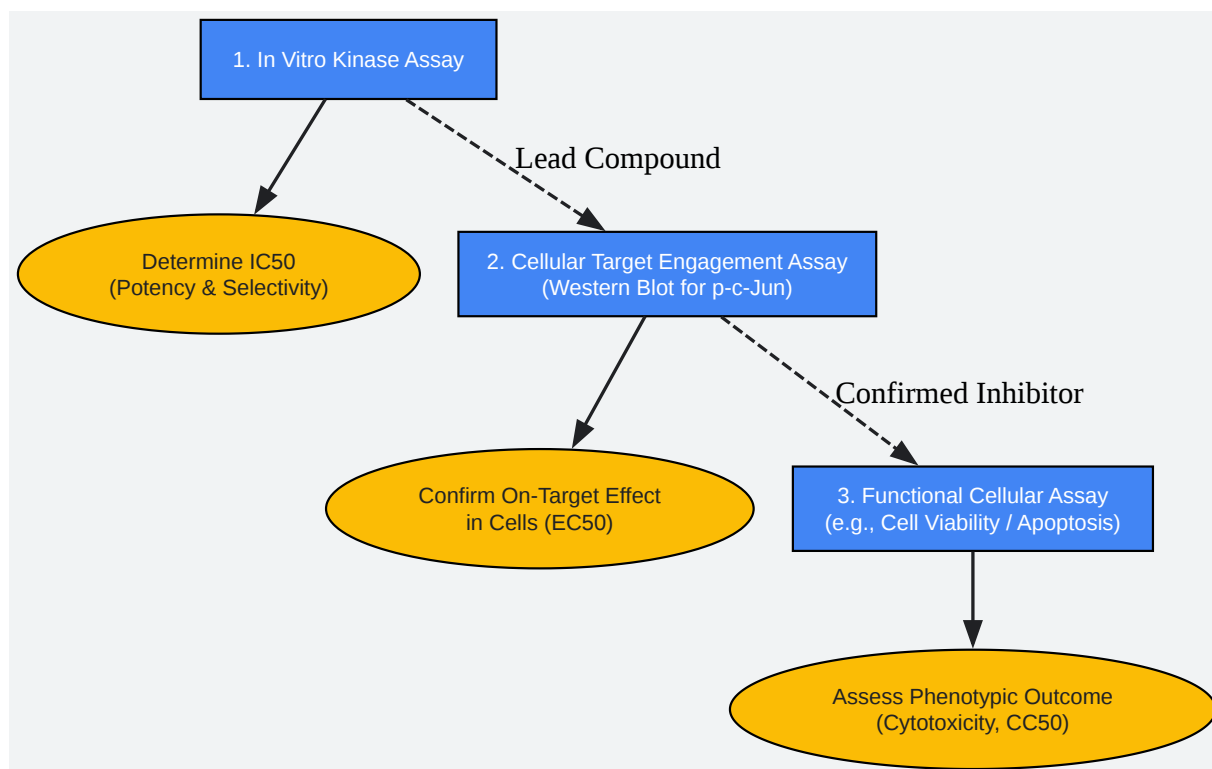 1. In Vitro Kinase Assay
Lead Compound
Determine IC50
(Potency & Selectivity)
2. Cellular Target Engagement Assay
(Western Blot for p-c-Jun)
Confirmed Inhibitor
Confirm On-Target Effect
in Cells (EC50)
3. Functional Cellular Assay
(e.g., Cell Viability / Apoptosis)
Assess Phenotypic Outcome
(Cytotoxicity, CC50)